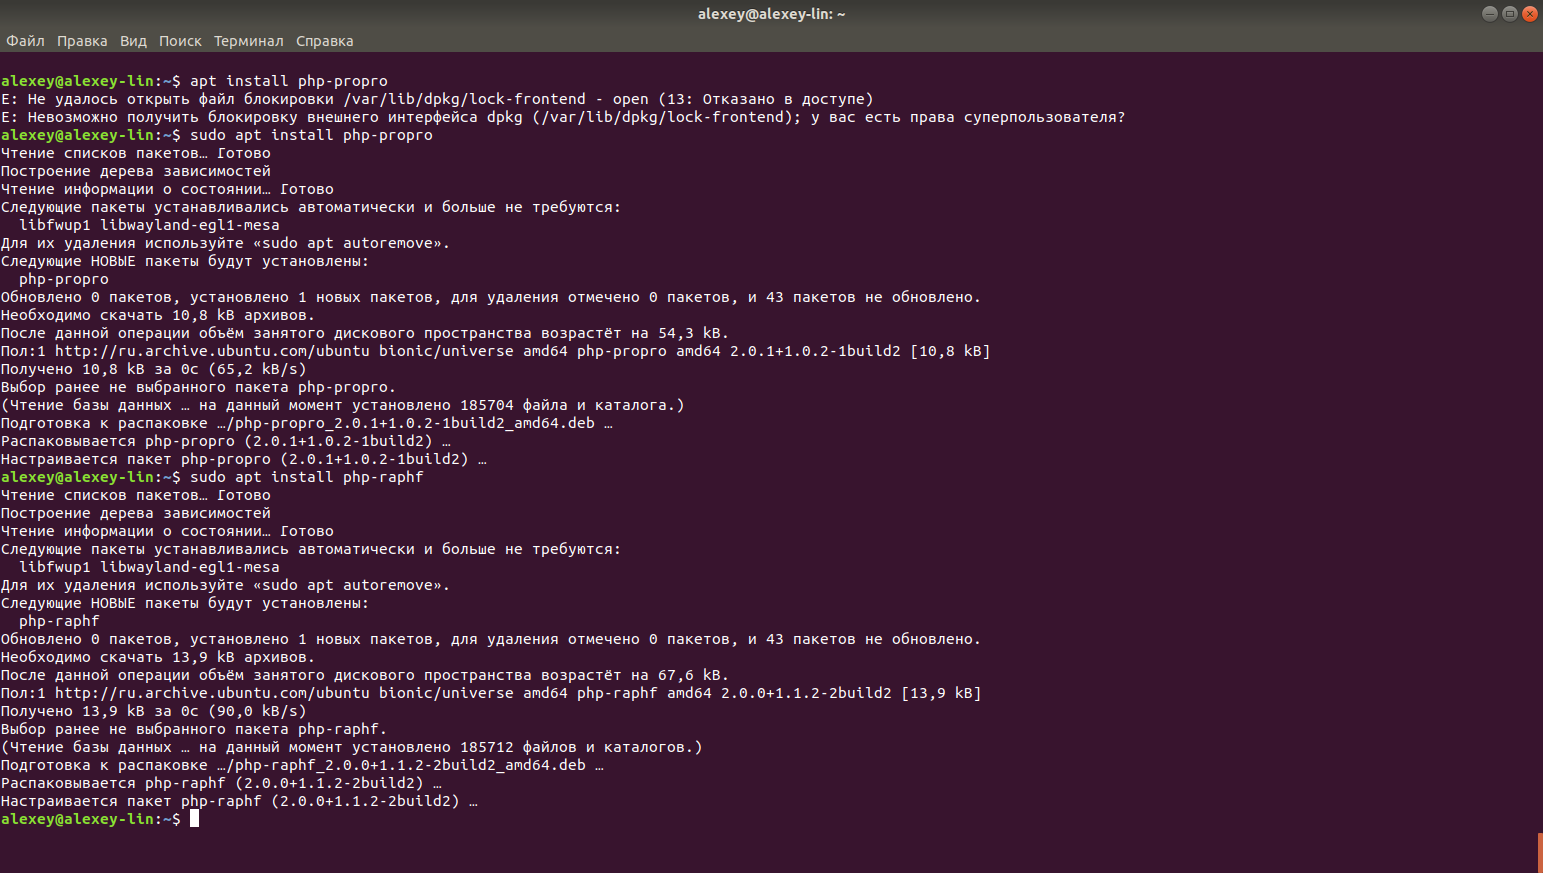 alexey@alexey-lin: ~
Файл Правка Вид Поиск Терминал Справка
alexey@alexey-lin:~$ apt install php-propro
E: Не удалось открыть файл блокировки /var/lib/dpkg/lock-frontend - open (13: Отказано в доступе)
E: Невозможно получить блокировку внешнего интерфейса dpkg (/var/lib/dpkg/lock-frontend); у вас есть права суперпользователя?
alexey@alexey-lin:~$ sudo apt install php-propro
Чтение списков пакетов… Готово
Построение дерева зависимостей
Чтение информации о состоянии… Готово
Следующие пакеты устанавливались автоматически и больше не требуются:
  libfwup1 libwayland-egl1-mesa
Для их удаления используйте «sudo apt autoremove».
Следующие НОВЫЕ пакеты будут установлены:
  php-propro
Обновлено 0 пакетов, установлено 1 новых пакетов, для удаления отмечено 0 пакетов, и 43 пакетов не обновлено.
Необходимо скачать 10,8 kB архивов.
После данной операции объём занятого дискового пространства возрастёт на 54,3 kB.
Пол:1 http://ru.archive.ubuntu.com/ubuntu bionic/universe amd64 php-propro amd64 2.0.1+1.0.2-1build2 [10,8 kB]
Получено 10,8 kB за 0с (65,2 kB/s)
Выбор ранее не выбранного пакета php-propro.
(Чтение базы данных … на данный момент установлено 185704 файла и каталога.)
Подготовка к распаковке …/php-propro_2.0.1+1.0.2-1build2_amd64.deb …
Распаковывается php-propro (2.0.1+1.0.2-1build2) …
Настраивается пакет php-propro (2.0.1+1.0.2-1build2) …
alexey@alexey-lin:~$ sudo apt install php-raphf
Чтение списков пакетов… Готово
Построение дерева зависимостей
Чтение информации о состоянии… Готово
Следующие пакеты устанавливались автоматически и больше не требуются:
  libfwup1 libwayland-egl1-mesa
Для их удаления используйте «sudo apt autoremove».
Следующие НОВЫЕ пакеты будут установлены:
  php-raphf
Обновлено 0 пакетов, установлено 1 новых пакетов, для удаления отмечено 0 пакетов, и 43 пакетов не обновлено.
Необходимо скачать 13,9 kB архивов.
После данной операции объём занятого дискового пространства возрастёт на 67,6 kB.
Пол:1 http://ru.archive.ubuntu.com/ubuntu bionic/universe amd64 php-raphf amd64 2.0.0+1.1.2-2build2 [13,9 kB]
Получено 13,9 kB за 0с (90,0 kB/s)
Выбор ранее не выбранного пакета php-raphf.
(Чтение базы данных … на данный момент установлено 185712 файлов и каталогов.)
Подготовка к распаковке …/php-raphf_2.0.0+1.1.2-2build2_amd64.deb …
Распаковывается php-raphf (2.0.0+1.1.2-2build2) …
Настраивается пакет php-raphf (2.0.0+1.1.2-2build2) …
alexey@alexey-lin:~$